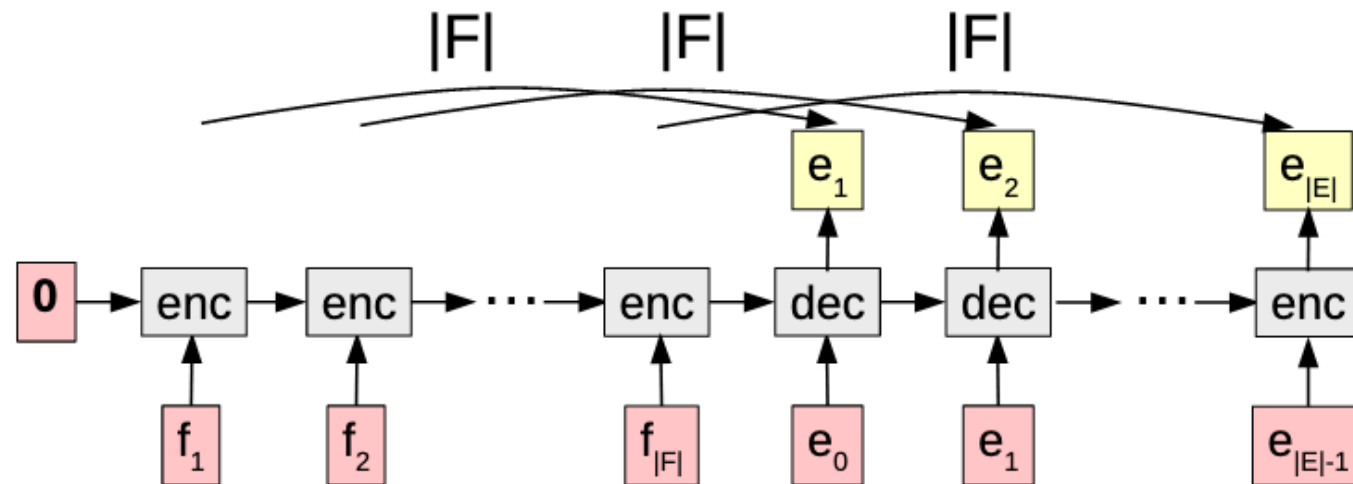 |F| |F| |F|
e₁ e₂ e|E|
0 enc enc ... enc dec dec ... enc
f₁ f₂ f|F| e₀ e₁ e|E|-1